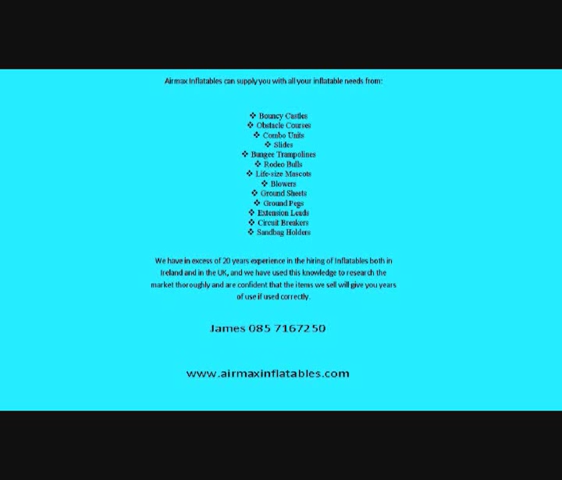 Airmax Inflatables can supply you with all your inflatable needs from:
❖ Bouncy Castles
❖ Obstacle Courses
❖ Combo Units
❖ Slides
❖ Bungee Trampolines
❖ Rodeo Bulls
❖ Life-size Mascots
❖ Blowers
❖ Ground Sheets
❖ Ground Pegs
❖ Extension Leads
❖ Circuit Breakers
❖ Sandbag Holders
We have in excess of 20 years experience in the hiring of Inflatables both in
Ireland and in the UK, and we have used this knowledge to research the
market thoroughly and are confident that the items we sell will give you years
of use if used correctly.
James 085 7167250
www.airmaxinflatables.com